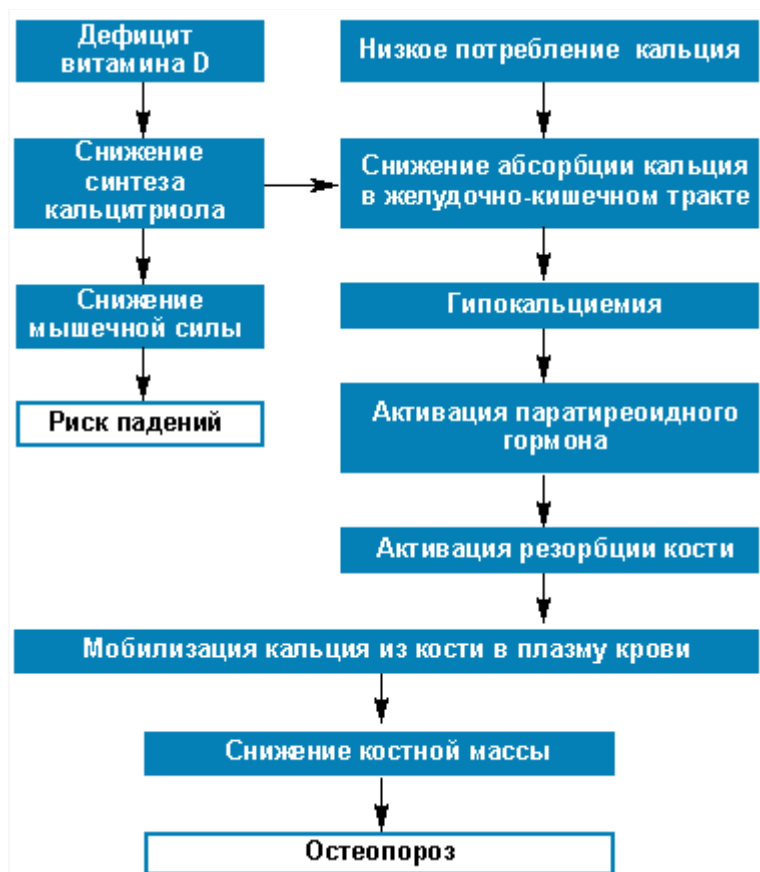 Дефицит
витамина D
Низкое потребление кальция
Снижение
синтеза
кальцитриола
Снижение абсорбции кальция
в желудочно-кишечном тракте
Снижение
мышечной силы
Гипокальциемия
Риск падений
Активация паратиреоидного
гормона
Активация резорбции кости
Мобилизация кальция из кости в плазму крови
Снижение костной массы
Остеопороз